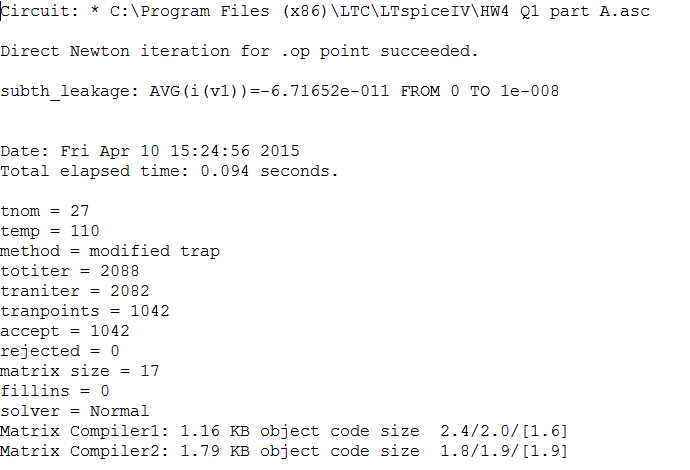 Circuit: * C:\Program Files (x86)\LTC\LTspiceIV\HW4 Q1 part A.asc
Direct Newton iteration for .op point succeeded.
subth_leakage: AVG(i(v1))=-6.71652e-011 FROM 0 TO 1e-008
Date: Fri Apr 10 15:24:56 2015
Total elapsed time: 0.094 seconds.
tnom = 27
temp = 110
method = modified trap
totiter = 2088
traniter = 2082
tranpoints = 1042
accept = 1042
rejected = 0
matrix size = 17
fillins = 0
solver = Normal
Matrix Compiler1: 1.16 KB object code size  2.4/2.0/[1.6]
Matrix Compiler2: 1.79 KB object code size  1.8/1.9/[1.9]